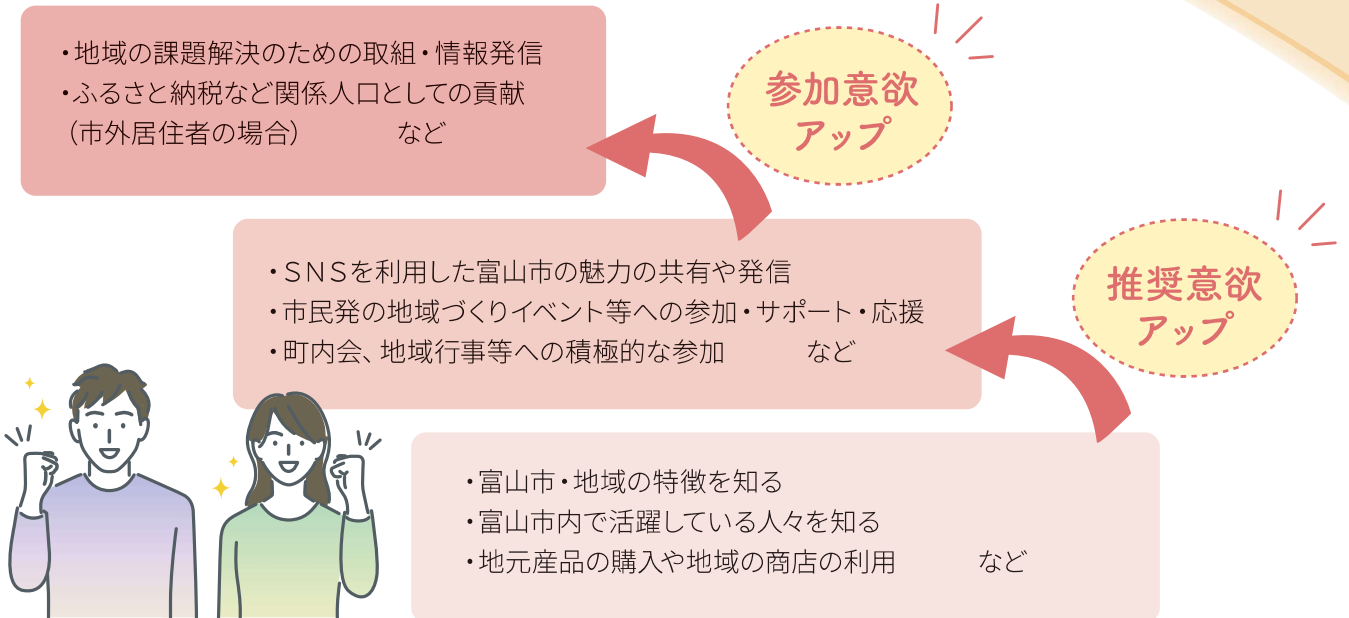 ・地域の課題解決のための取組・情報発信
・ふるさと納税など関係人口としての貢献
（市外居住者の場合）　　　など
参加意欲
アップ
・ＳＮＳを利用した富山市の魅力の共有や発信
・市民発の地域づくりイベント等への参加・サポート・応援
・町内会、地域行事等への積極的な参加　　　など
推奨意欲
アップ
・富山市・地域の特徴を知る
・富山市内で活躍している人々を知る
・地元産品の購入や地域の商店の利用　　　など